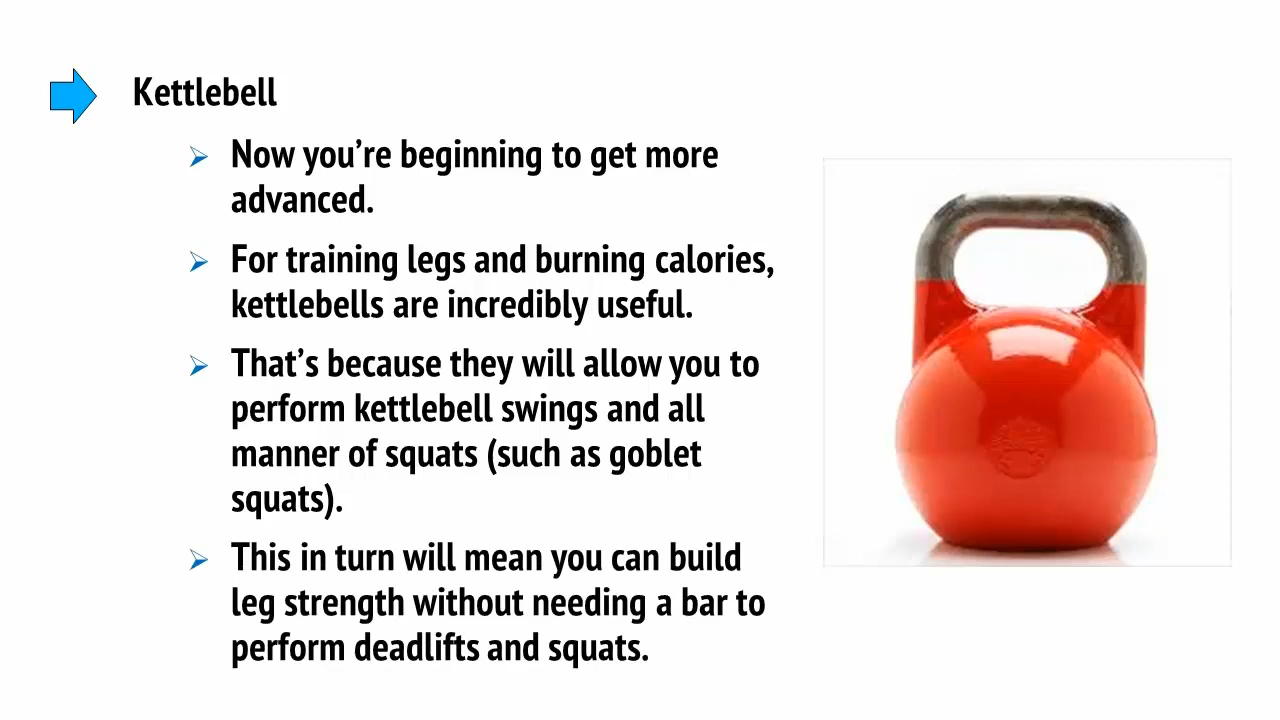 Kettlebell
Now you’re beginning to get more
advanced.
For training legs and burning calories,
kettlebells are incredibly useful.
That’s because they will allow you to
perform kettlebell swings and all
manner of squats (such as goblet
squats).
This in turn will mean you can build
leg strength without needing a bar to
perform deadlifts and squats.